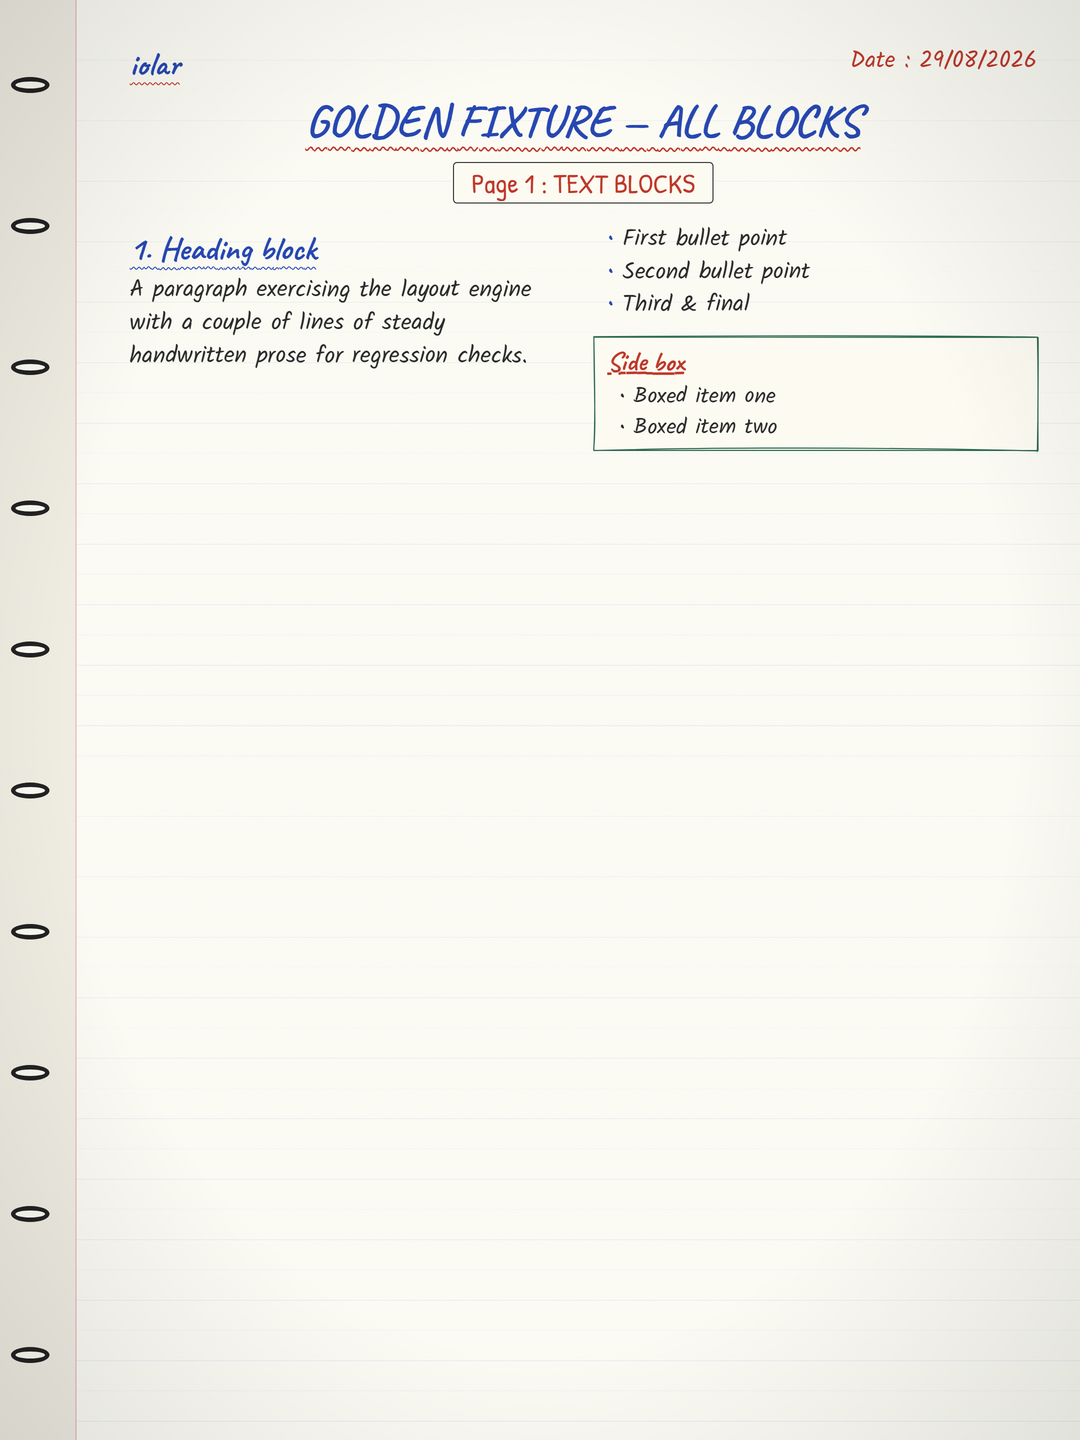 iolar
Date : 29/08/2026
GOLDEN FIXTURE – ALL BLOCKS
Page 1 : TEXT BLOCKS
1. Heading block
A paragraph exercising the layout engine
with a couple of lines of steady
handwritten prose for regression checks.
· First bullet point
· Second bullet point
· Third & final
Side box
· Boxed item one
· Boxed item two